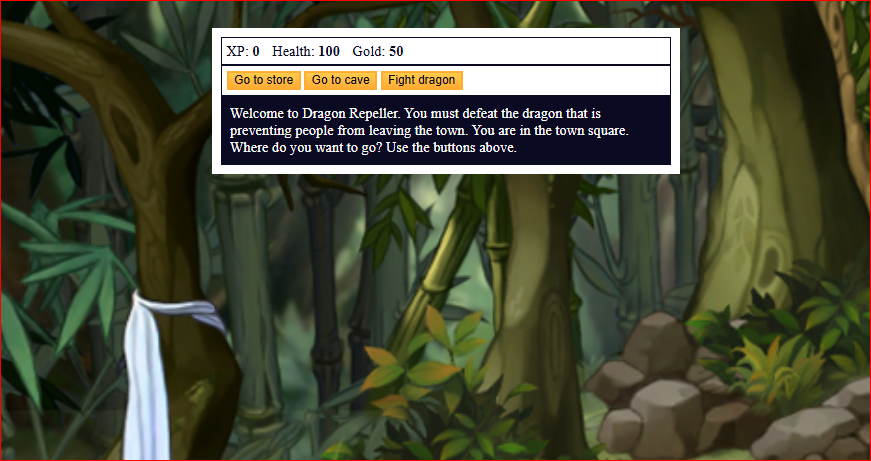 XP: 0 Health: 100 Gold: 50
Go to store Go to cave Fight dragon
Welcome to Dragon Repeller. You must defeat the dragon that is
preventing people from leaving the town. You are in the town square.
Where do you want to go? Use the buttons above.